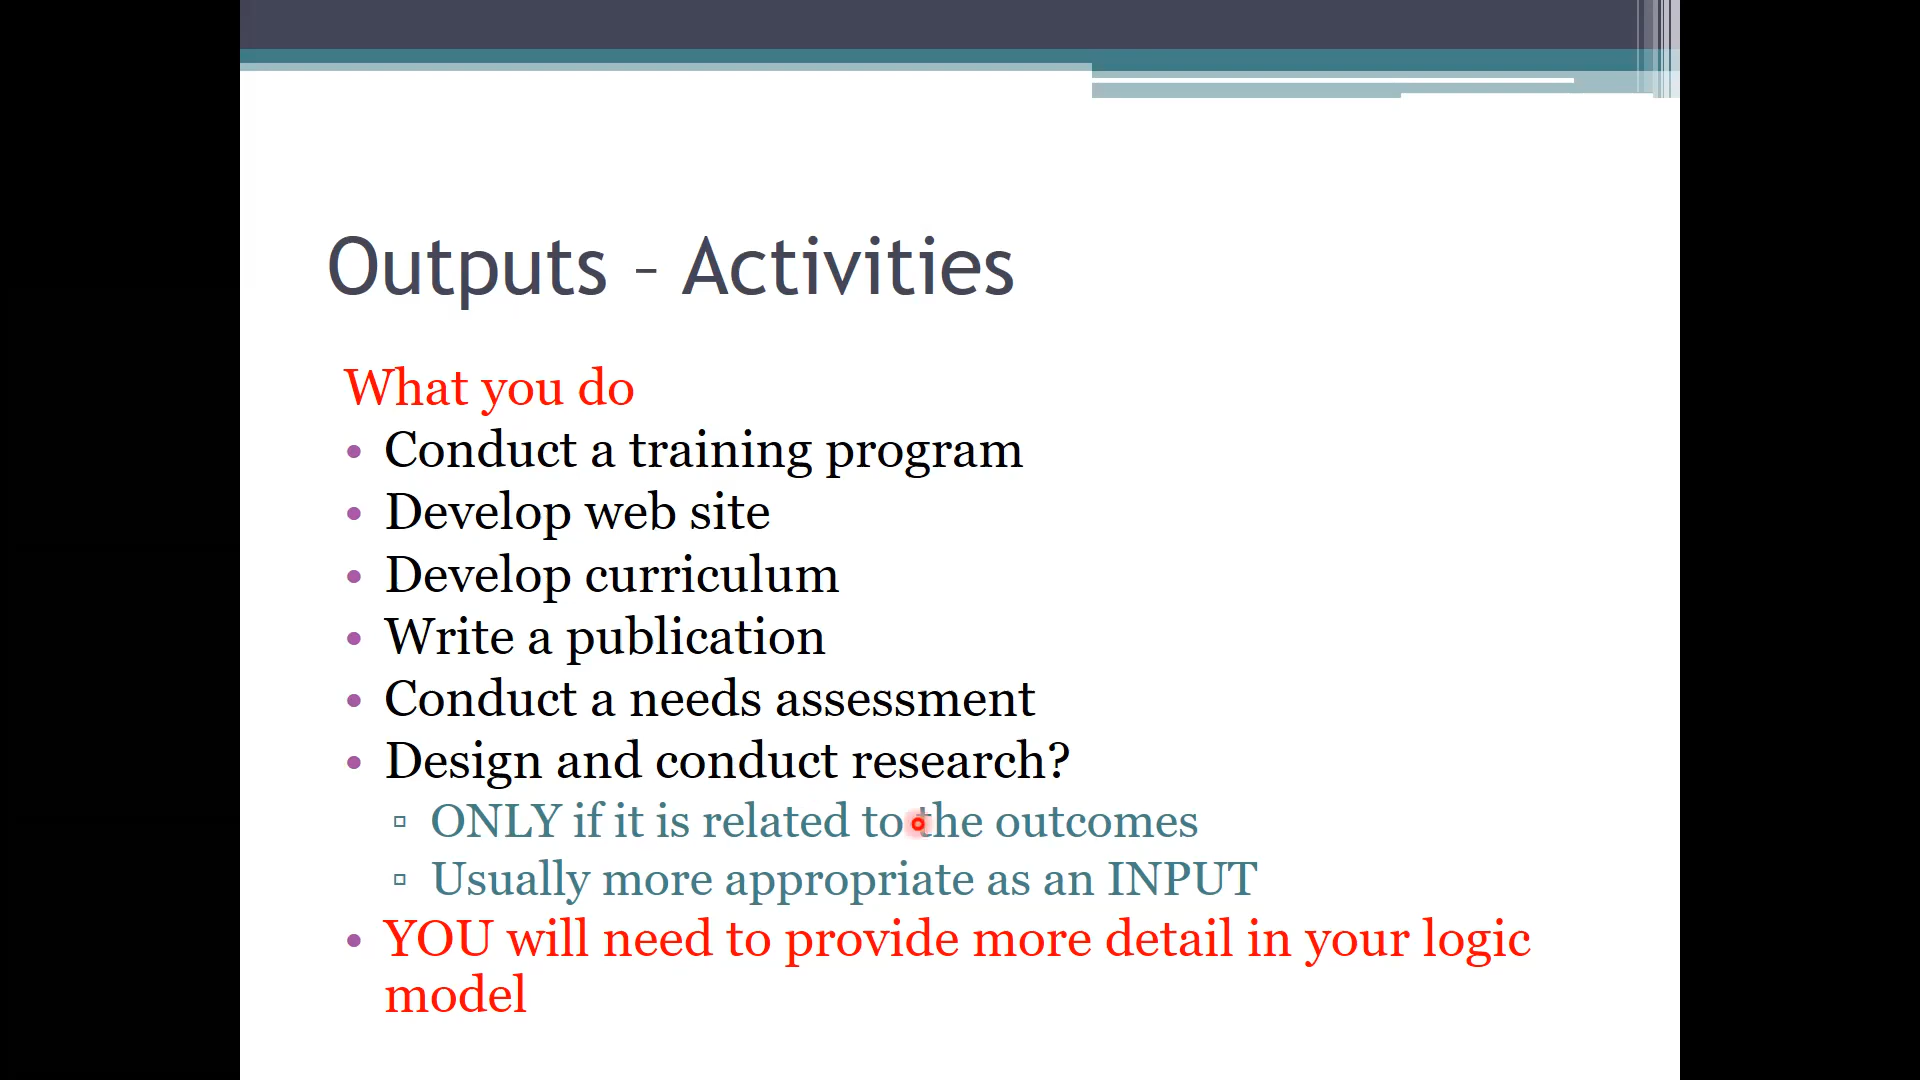 Outputs – Activities
What you do
• Conduct a training program
• Develop web site
• Develop curriculum
• Write a publication
• Conduct a needs assessment
• Design and conduct research?
▫ ONLY if it is related to the outcomes
▫ Usually more appropriate as an INPUT
• YOU will need to provide more detail in your logic
model